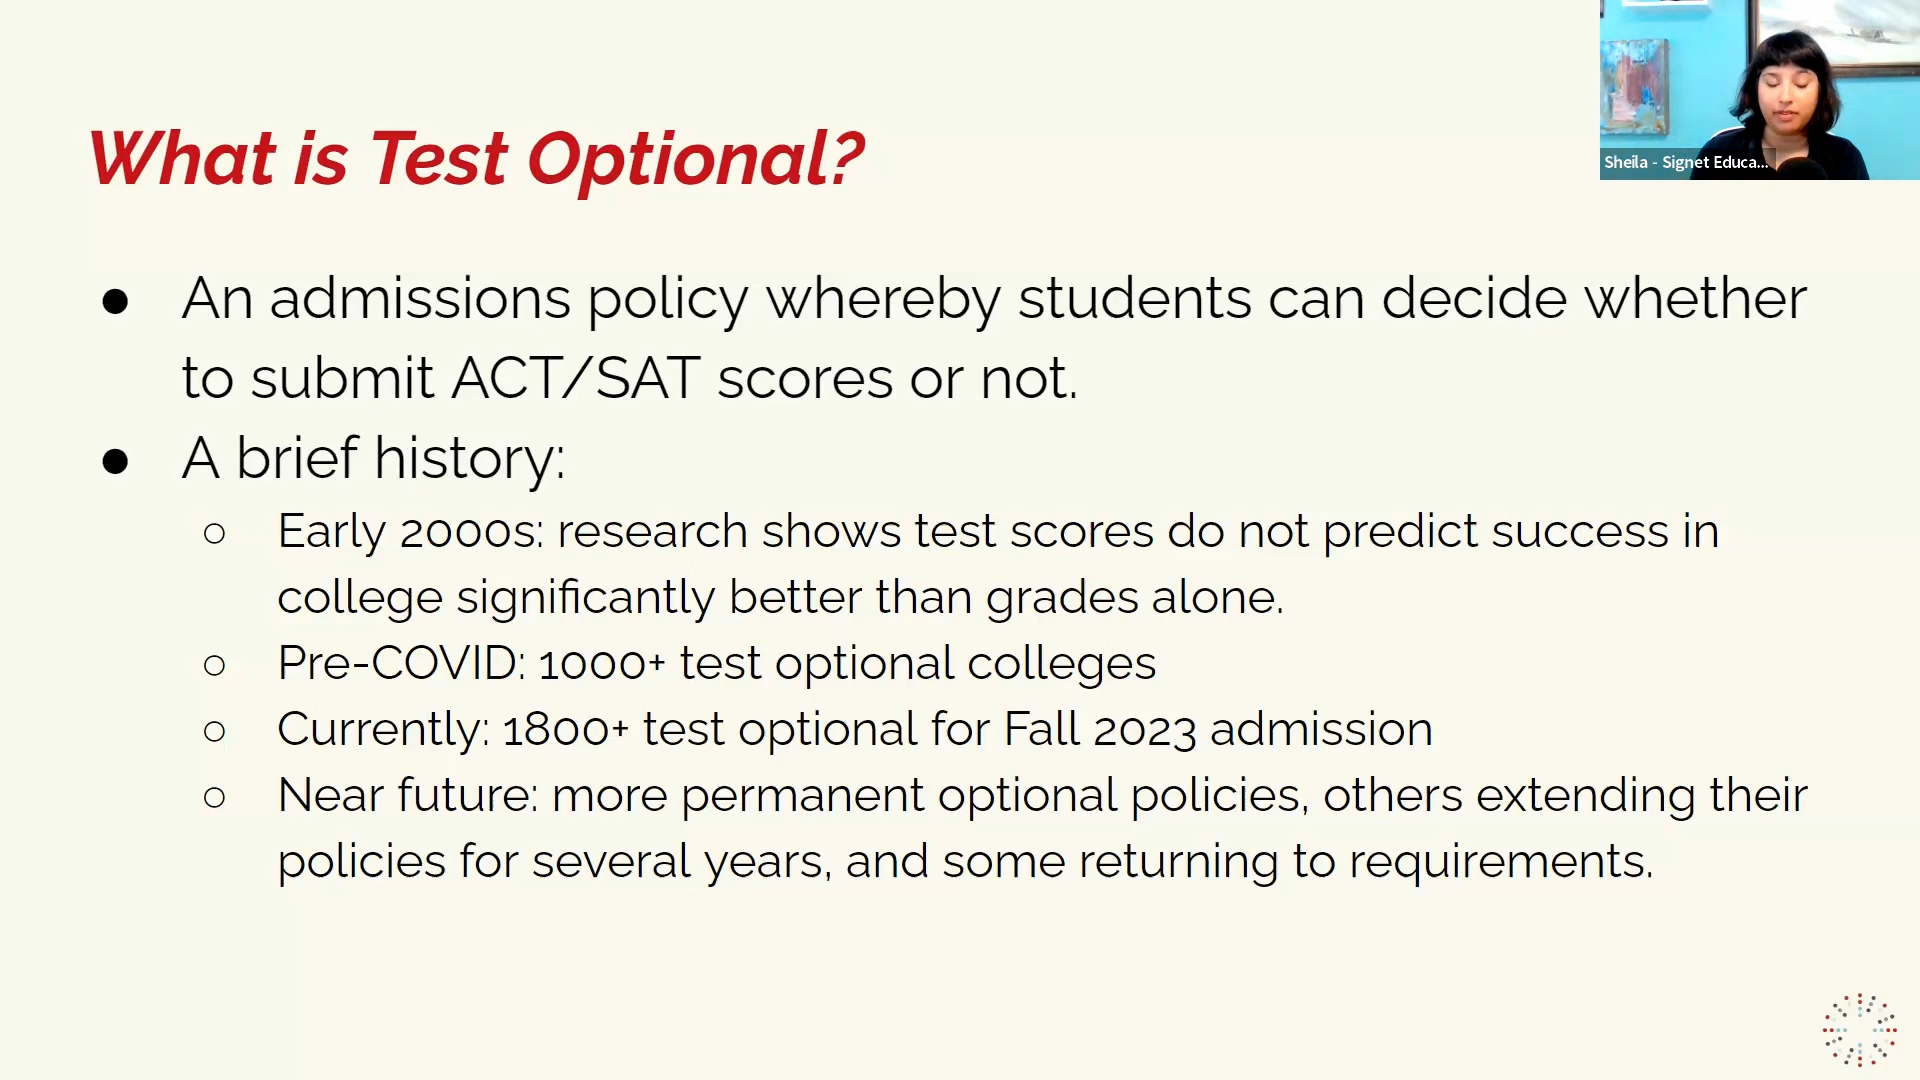 What is Test Optional?
Sheila - Signet Educa...
● An admissions policy whereby students can decide whether
to submit ACT/SAT scores or not.
● A brief history:
○ Early 2000s: research shows test scores do not predict success in
college significantly better than grades alone.
○ Pre-COVID: 1000+ test optional colleges
○ Currently: 1800+ test optional for Fall 2023 admission
○ Near future: more permanent optional policies, others extending their
policies for several years, and some returning to requirements.